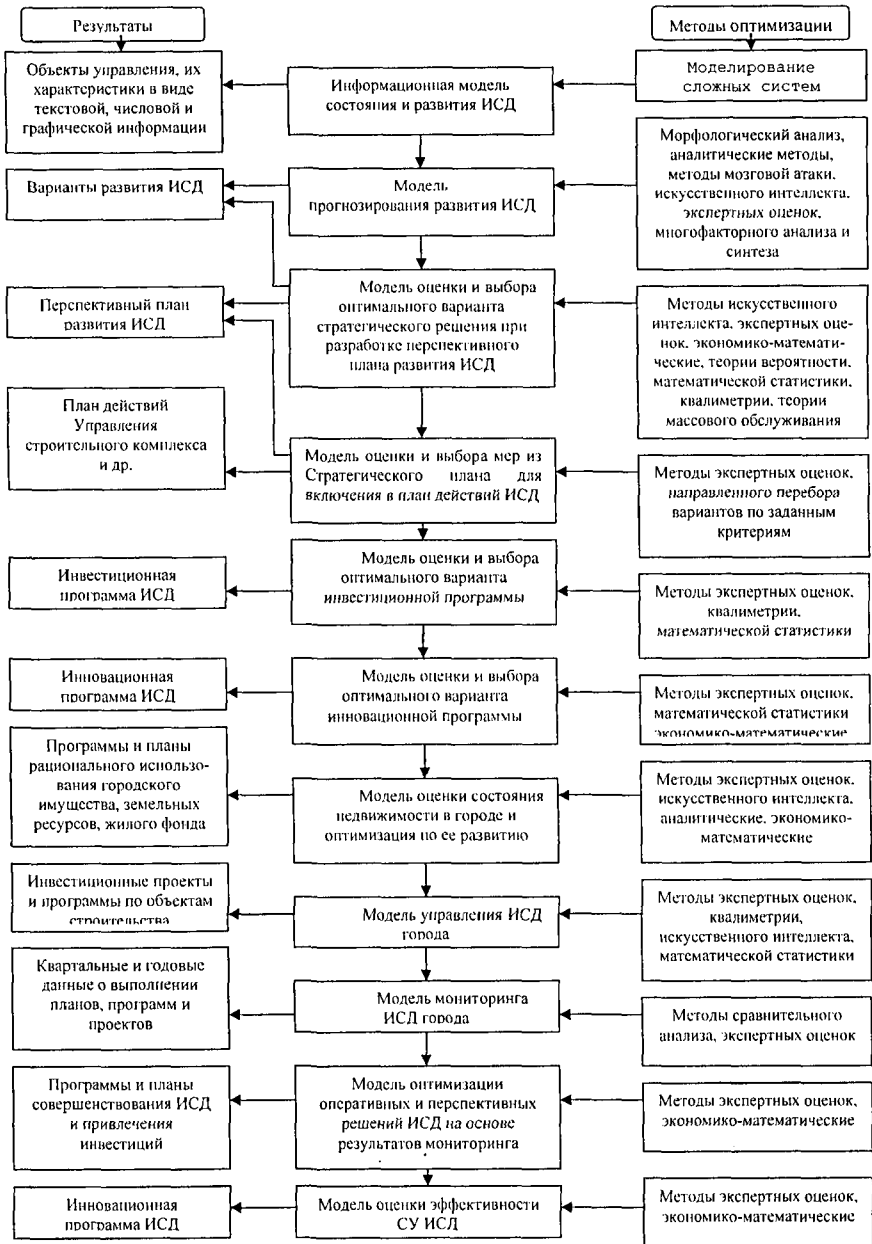 Результаты
Методы оптимизации
Объекты управления, их
характеристики в виде
текстовой, числовой и
графической информации
Информационная модель
состояния и развития ИСД
Моделирование
сложных систем
Варианты развития ИСД
Модель
прогнозирования развития ИСД
Морфологический анализ,
аналитические методы,
методы мозговой атаки,
искусственного интеллекта,
экспертных оценок,
многофакторного анализа и
синтеза
Перспективный план
развития ИСД
Модель оценки и выбора
оптимального варианта
стратегического решения при
разработке перспективного
плана развития ИСД
Методы искусственного
интеллекта, экспертных оце-
нок, экономико-математи-
ческие, теории вероятности,
математической статистики,
квалиметрии, теории
массового обслуживания
План действий
Управления
строительного комплекса
и др.
Модель оценки и выбора мер из
Стратегического плана для
включения в план действий ИСД
Методы экспертных оценок,
направленного перебора
вариантов по заданным
критериям
Инвестиционная
программа ИСД
Модель оценки и выбора
оптимального варианта
инвестиционной программы
Методы экспертных оценок,
квалиметрии,
математической статистики
Инновационная
программа ИСД
Модель оценки и выбора
оптимального варианта
инновационной программы
Методы экспертных оценок,
математической статистики
экономико-математические
Программы и планы
рационального использо-
вания городского
имущества, земельных
ресурсов, жилого фонда
Модель оценки состояния
недвижимости в городе и
оптимизация по ее развитию
Методы экспертных оценок,
искусственного интеллекта,
аналитические, экономико-
математические
Инвестиционные проекты
и программы по объектам
строительства
Модель управления ИСД
города
Методы экспертных оценок,
квалиметрии,
искусственного интеллекта,
математической статистики
Квартальные и годовые
данные о выполнении
планов, программ и
проектов
Модель мониторинга
ИСД города
Методы сравнительного
анализа, экспертных оценок
Программы и планы
совершенствования ИСД
и привлечения
инвестиций
Модель оптимизации
оперативных и перспективных
решений ИСД на основе
результатов мониторинга
Методы экспертных оценок,
экономико-математические
Инновационная
программа ИСД
Модель оценки эффективности
СУ ИСД
Методы экспертных оценок,
экономико-математические